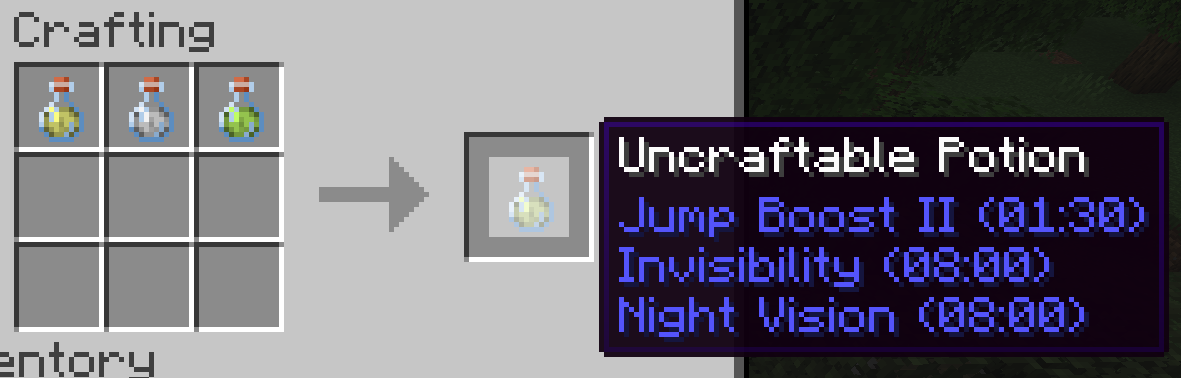 Crafting
Uncraftable Potion
Jump Boost II (01:30)
Invisibility (08:00)
Night Vision (08:00)
entory